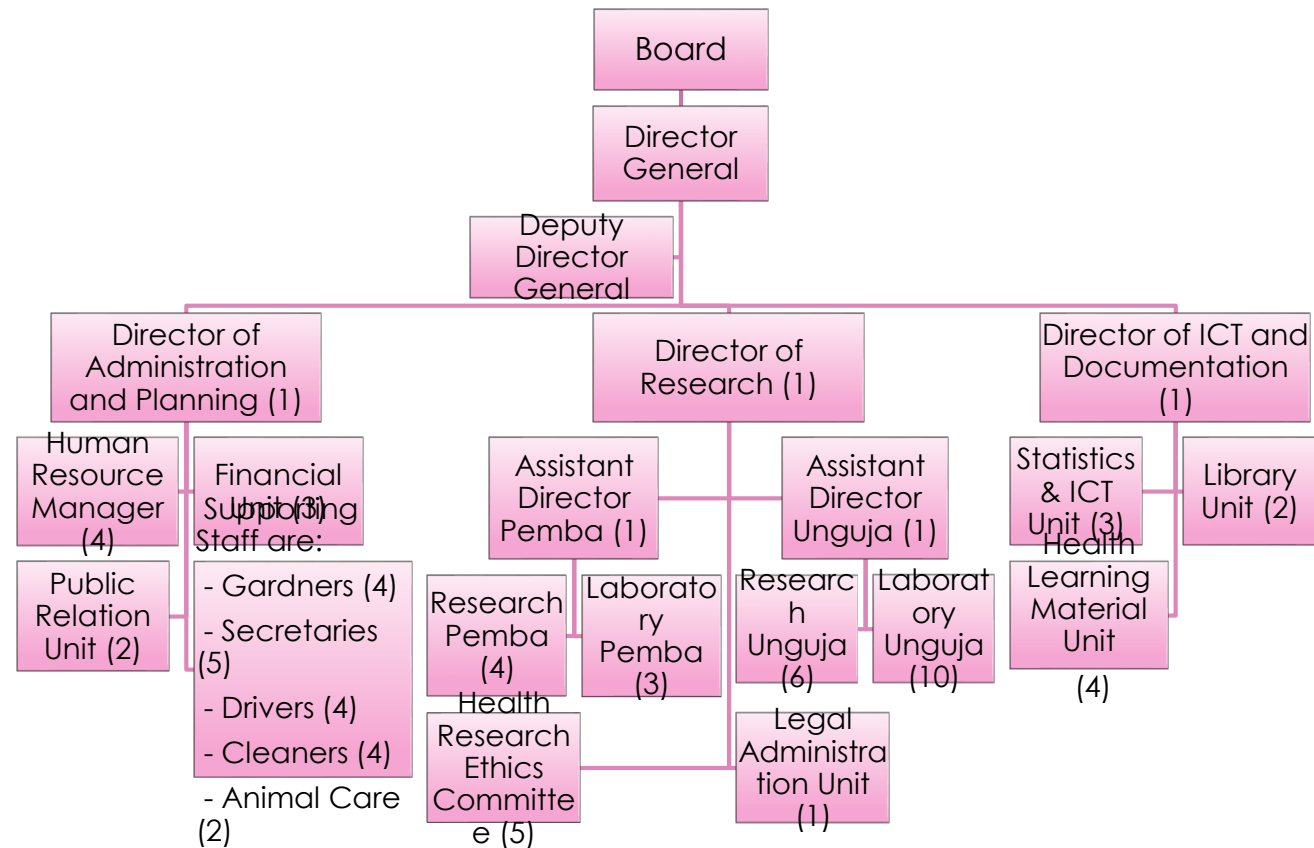 Board
Director
General
Deputy
Director
General
Director of
Administration
and Planning (1)
Director of
Research (1)
Director of ICT and
Documentation
(1)
Human
Resource
Manager
(4)
Financial
Unit (3)
Supporting
Staff are:
- Gardners (4)
- Secretaries
(5)
- Drivers (4)
- Cleaners (4)
- Animal Care
(2)
Public
Relation
Unit (2)
Assistant
Director
Pemba (1)
Assistant
Director
Unguja (1)
Research
Pemba
(4)
Laborato
ry Pemba
(3)
Researc
h
Unguja
(6)
Laborat
ory
Unguja
(10)
Health
Research
Ethics
Committe
e (5)
Legal
Administra
tion Unit
(1)
Statistics
& ICT
Unit (3)
Library
Unit (2)
Health
Learning
Material
Unit
(4)